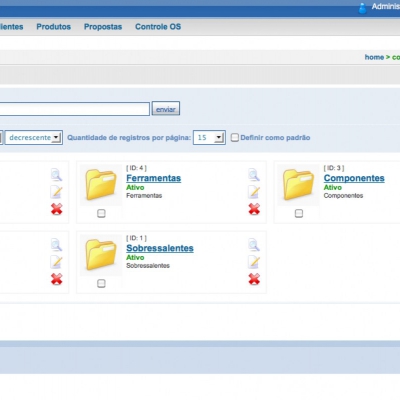 Adminis
lientes Produtos Propostas Controle OS
home > co
enviar
decrescente Quantidade de registros por página: 15 Definir como padrão
[ ID: 4 ]
Ferramentas
Ativo
Ferramentas
[ ID: 3 ]
Componentes
Ativo
Componentes
[ ID: 1 ]
Sobressalentes
Ativo
Sobressalentes